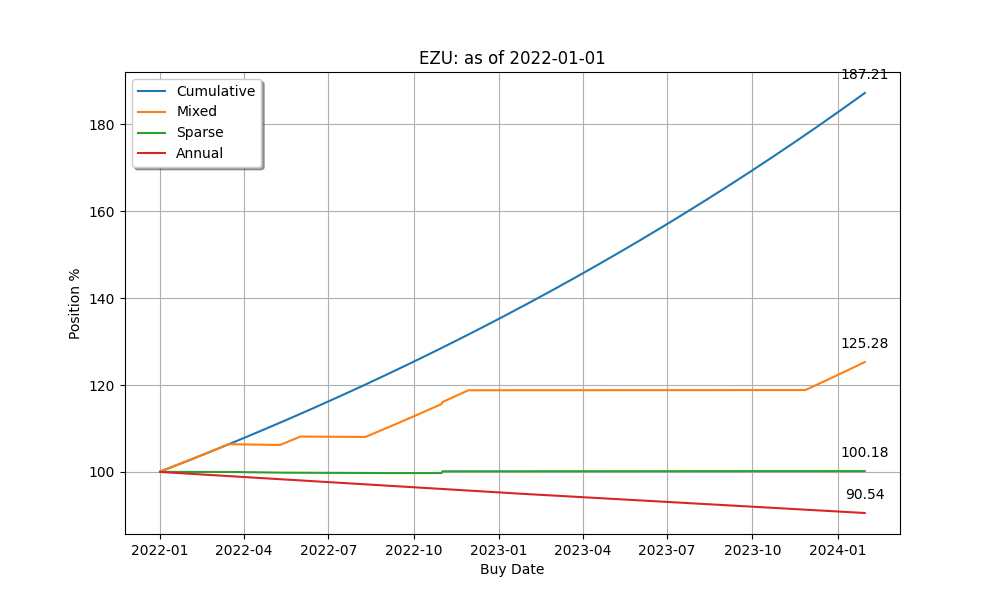 EZU: as of 2022-01-01
187.21
Cumulative
Mixed
Sparse
Annual
180
160
140
120
100
Position %
125.28
100.18
90.54
2022-01
2022-04
2022-07
2022-10
2023-01
2023-04
2023-07
2023-10
2024-01
Buy Date